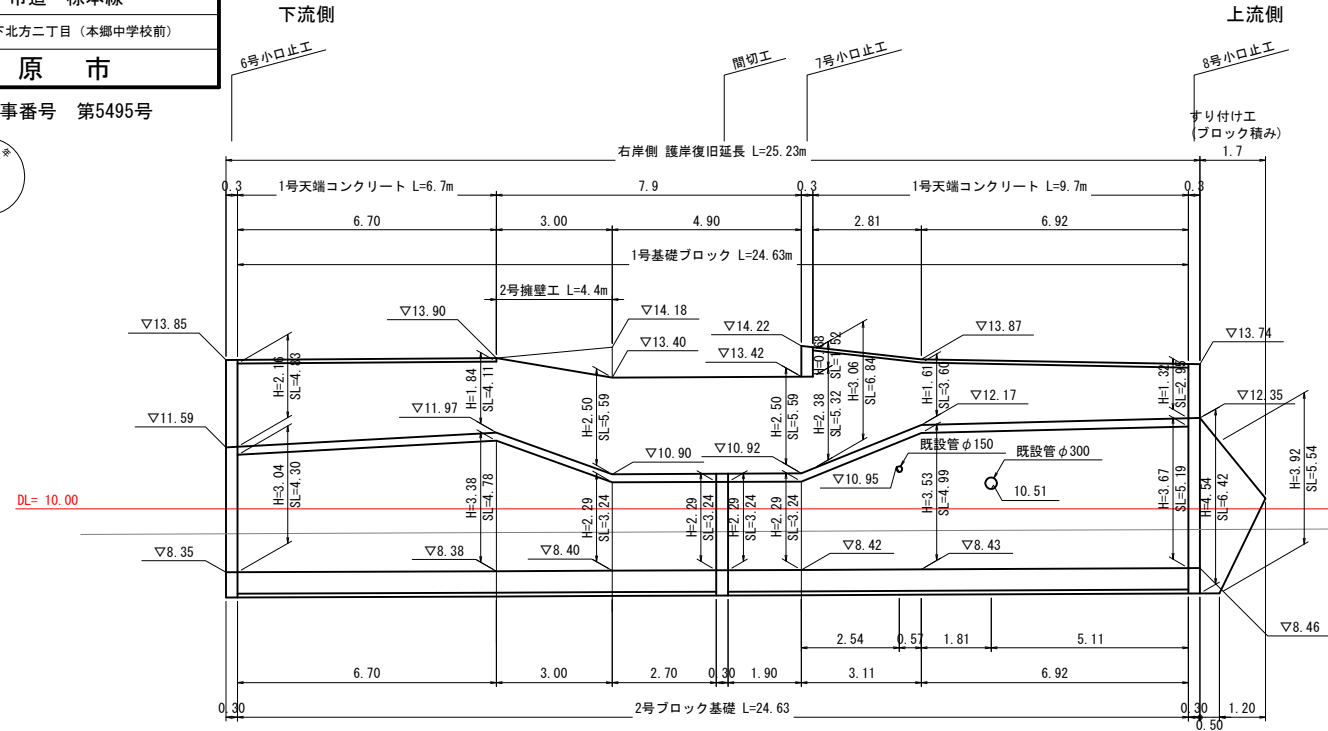 下北方二丁目（本郷中学校前）
原　市
事番号　第5495号
年
下流側
上流側
6号小口止工
間切工
7号小口止工
8号小口止工
すり付け工
(ブロック積み)
右岸側 護岸復旧延長 L=25.23m
1.7
0.3
1号天端コンクリート L=6.7m
7.9
0.3
1号天端コンクリート L=9.7m
0.3
6.70
3.00
4.90
2.81
6.92
1号基礎ブロック L=24.63m
2号擁壁工 L=4.4m
▽13.85
▽13.90
▽14.18
▽13.40
▽14.22
▽13.42
▽13.87
▽13.74
H=2.16
SL=4.83
H=1.84
SL=4.11
H=2.50
SL=5.59
H=2.50
SL=5.59
H=0.68
SL=1.52
H=2.38
SL=5.32
H=3.06
SL=6.84
H=1.61
SL=3.60
H=1.32
SL=2.95
▽11.59
▽11.97
▽10.90
▽10.92
▽12.17
▽12.35
既設管φ150
既設管φ300
▽10.95
10.51
H=3.04
SL=4.30
H=3.38
SL=4.78
H=2.29
SL=3.24
H=2.29
SL=3.24
H=2.29
SL=3.24
H=2.29
SL=3.24
H=3.53
SL=4.99
H=3.67
SL=5.19
H=4.54
SL=6.42
H=3.92
SL=5.54
DL= 10.00
▽8.35
▽8.38
▽8.40
▽8.42
▽8.43
▽8.46
2.54
0.57
1.81
5.11
6.70
3.00
2.70
0.30
1.90
3.11
6.92
0.30
2号ブロック基礎 L=24.63
0.30
0.50
1.20